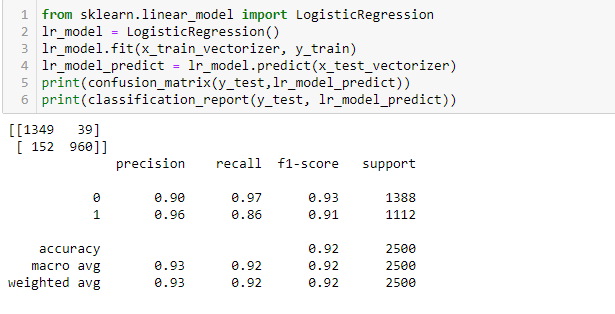 1 from sklearn.linear_model import LogisticRegression
2 lr_model = LogisticRegression()
3 lr_model.fit(x_train_vectorizer, y_train)
4 lr_model_predict = lr_model.predict(x_test_vectorizer)
5 print(confusion_matrix(y_test,lr_model_predict))
6 print(classification_report(y_test, lr_model_predict))
[[1349   39]
 [ 152  960]]
              precision    recall  f1-score   support

           0       0.90      0.97      0.93      1388
           1       0.96      0.86      0.91      1112

    accuracy                           0.92      2500
   macro avg       0.93      0.92      0.92      2500
weighted avg       0.93      0.92      0.92      2500